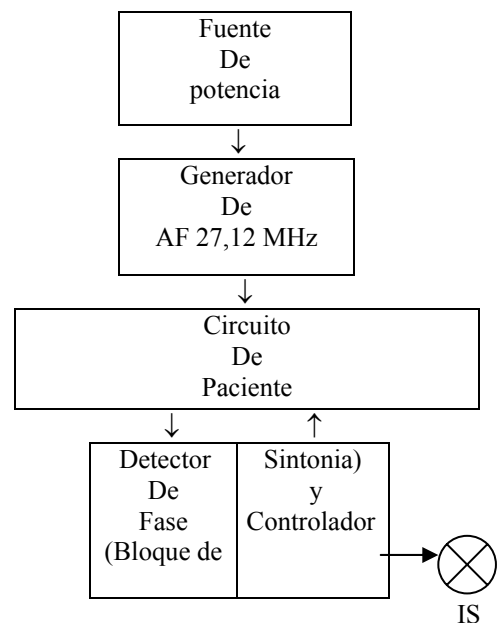 Fuente
De
potencia
↓
Generador
De
AF 27,12 MHz
↓
Circuito
De
Paciente
↓ ↑
Detector
De
Fase
(Bloque de
Sintonia)
y
Controlador
IS